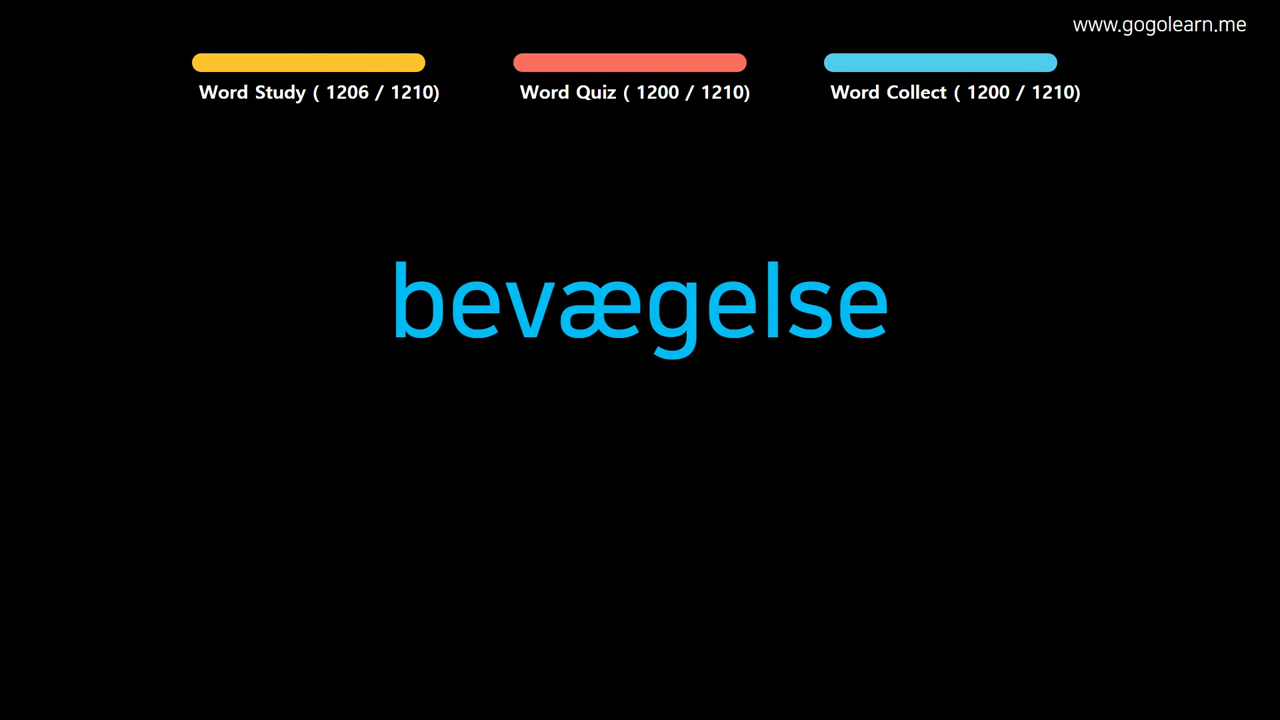 www.gogolearn.me
Word Study ( 1206 / 1210)
Word Quiz ( 1200 / 1210)
Word Collect ( 1200 / 1210)
bevægelse